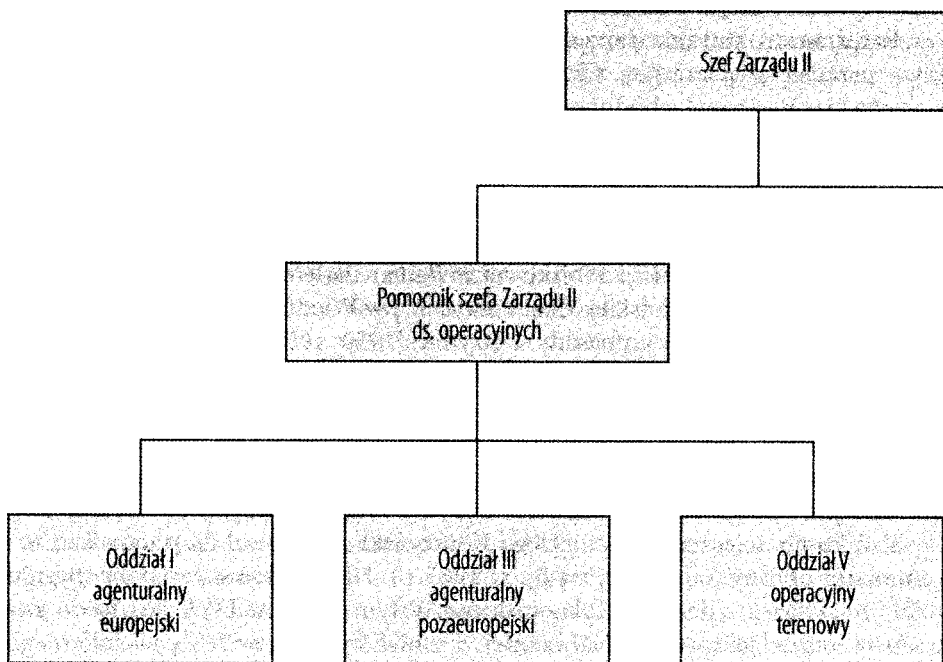 Szef Zarządu II
Pomocnik szefa Zarządu II
ds. operacyjnych
Oddział I
agenturalny
europejski
Oddział III
agenturalny
pozaeuropejski
Oddział V
operacyjny
terenowy